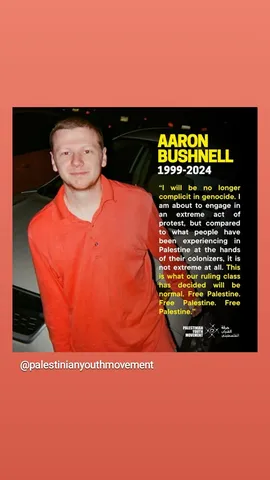 AARON
BUSHNELL
1999-2024
"I will be no longer
complicit in genocide. I
am about to engage in
an extreme act of
protest, but compared
to what people have
been experiencing in
Palestine at the hands
of their colonizers, it is
not extreme at all. This
is what our ruling class
has decided will be
normal. Free Palestine.
Free Palestine. Free
Palestine."
PALESTINIAN
YOUTH
MOVEMENT
حركة
الشباب
الفلسطيني
@palestinianyouthmovement